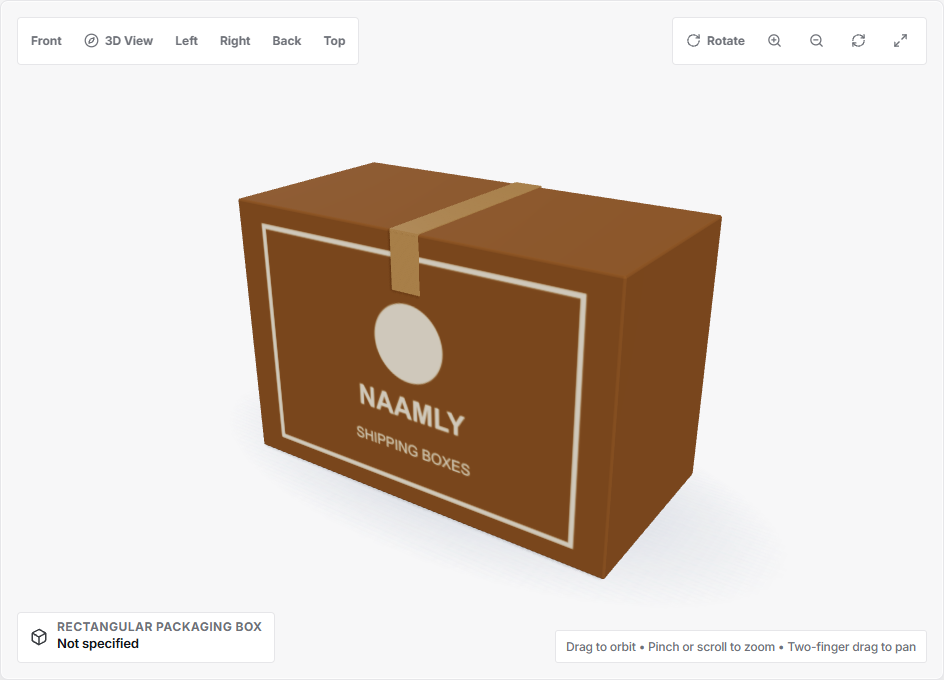 Front 3D View Left Right Back Top Rotate
NAAMLY
SHIPPING BOXES
RECTANGULAR PACKAGING BOX
Not specified
Drag to orbit • Pinch or scroll to zoom • Two-finger drag to pan